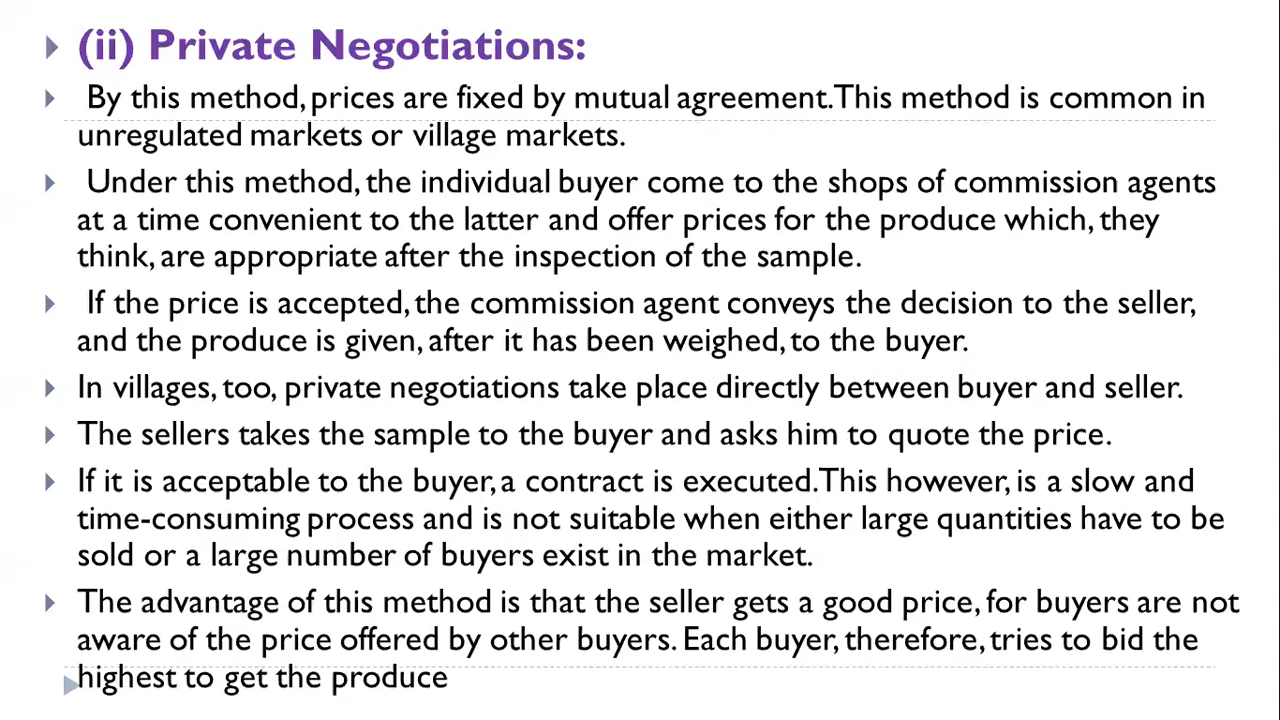 (ii) Private Negotiations:
By this method, prices are fixed by mutual agreement. This method is common in
unregulated markets or village markets.
Under this method, the individual buyer come to the shops of commission agents
at a time convenient to the latter and offer prices for the produce which, they
think, are appropriate after the inspection of the sample.
If the price is accepted, the commission agent conveys the decision to the seller,
and the produce is given, after it has been weighed, to the buyer.
In villages, too, private negotiations take place directly between buyer and seller.
The sellers takes the sample to the buyer and asks him to quote the price.
If it is acceptable to the buyer, a contract is executed. This however, is a slow and
time-consuming process and is not suitable when either large quantities have to be
sold or a large number of buyers exist in the market.
The advantage of this method is that the seller gets a good price, for buyers are not
aware of the price offered by other buyers. Each buyer, therefore, tries to bid the
highest to get the produce